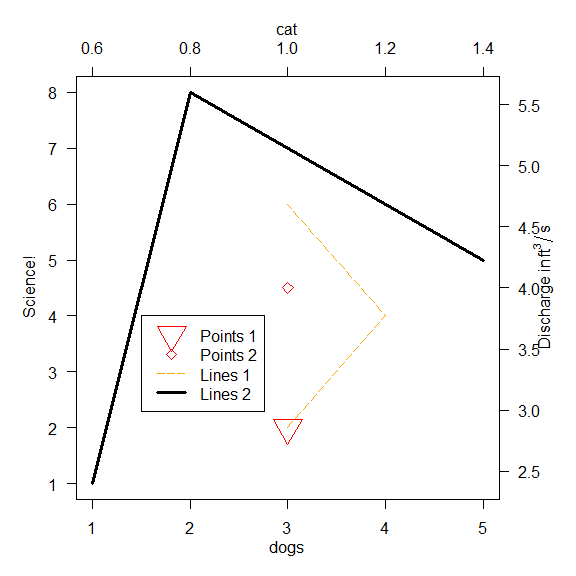 cat
0.6 0.8 1.0 1.2 1.4
8
7
6
5
4
3
2
1
Science!
5.5
5.0
4.5
4.0
3.5
3.0
2.5
Discharge in ft³/s
Points 1
Points 2
Lines 1
Lines 2
1 2 3 4 5
dogs